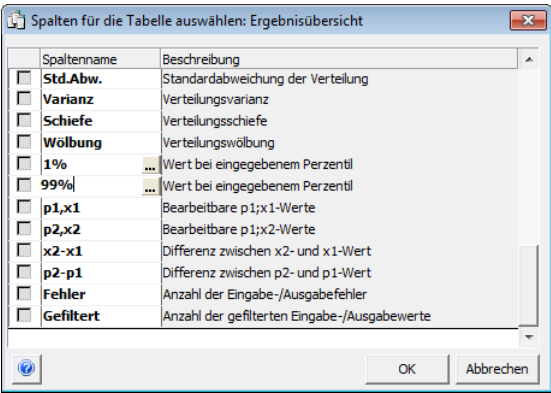 Spalten für die Tabelle auswählen: Ergebnisübersicht
Spaltenname Beschreibung
Std.Abw. Standardabweichung der Verteilung
Varianz Verteilungsvarianz
Schiefe Verteilungsschiefe
Wölbung Verteilungswölbung
1% ... Wert bei eingegebenem Perzentil
99% ... Wert bei eingegebenem Perzentil
p1,x1 Bearbeitbare p1;x1-Werte
p2,x2 Bearbeitbare p2;x2-Werte
x2-x1 Differenz zwischen x2- und x1-Wert
p2-p1 Differenz zwischen p2- und p1-Wert
Fehler Anzahl der Eingabe-/Ausgabefehler
Gefiltert Anzahl der gefilterten Eingabe-/Ausgabewerte
? OK Abbrechen